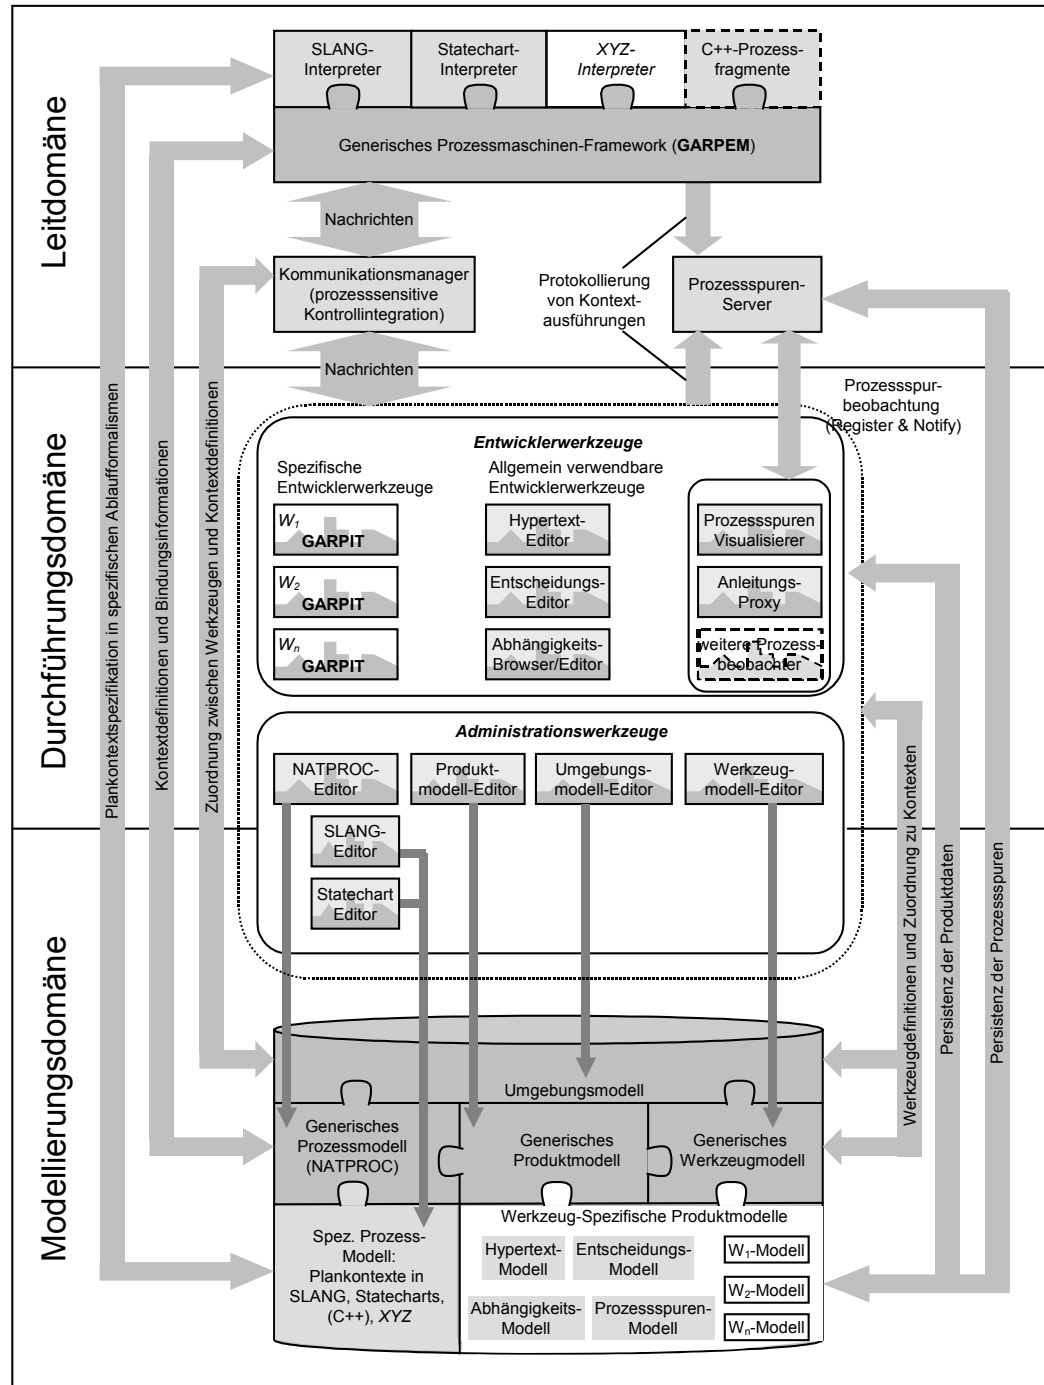 Leitdomäne
SLANG-
Interpreter
Statechart-
Interpreter
XYZ-
Interpreter
C++-Prozess-
fragmente
Generisches Prozessmaschinen-Framework (GARPEM)
Nachrichten
Kommunikationsmanager
(prozesssensitive
Kontrollintegration)
Protokollierung
von Kontext-
ausführungen
Prozessspuren-
Server
Nachrichten
Prozessspur-
beobachtung
(Register & Notify)
Durchführungsdomäne
Plankontextspezifikation in spezifischen Ablaufformalismen
Kontextdefinitionen und Bindungsinformationen
Zuordnung zwischen Werkzeugen und Kontextdefinitionen
Entwicklerwerkzeuge
Spezifische
Entwicklerwerkzeuge
Allgemein verwendbare
Entwicklerwerkzeuge
W1
GARPIT
W2
GARPIT
Wn
GARPIT
Hypertext-
Editor
Entscheidungs-
Editor
Abhängigkeits-
Browser/Editor
Prozessspuren
Visualisierer
Anleitungs-
Proxy
weitere Prozess-
beobachter
Administrationswerkzeuge
NATPROC-
Editor
Produkt-
modell-Editor
Umgebungs-
modell-Editor
Werkzeug-
modell-Editor
SLANG-
Editor
Statechart
Editor
Werkzeugdefinitionen und Zuordnung zu Kontexten
Persistenz der Produktdaten
Persistenz der Prozessspuren
Modellierungsdomäne
Umgebungsmodell
Generisches
Prozessmodell
(NATPROC)
Generisches
Produktmodell
Generisches
Werkzeugmodell
Spez. Prozess-
Modell:
Plankontexte in
SLANG, Statecharts,
(C++), XYZ
Werkzeug-Spezifische Produktmodelle
Hypertext-
Modell
Entscheidungs-
Modell
Abhängigkeits-
Modell
Prozessspuren-
Modell
W1-Modell
W2-Modell
Wn-Modell